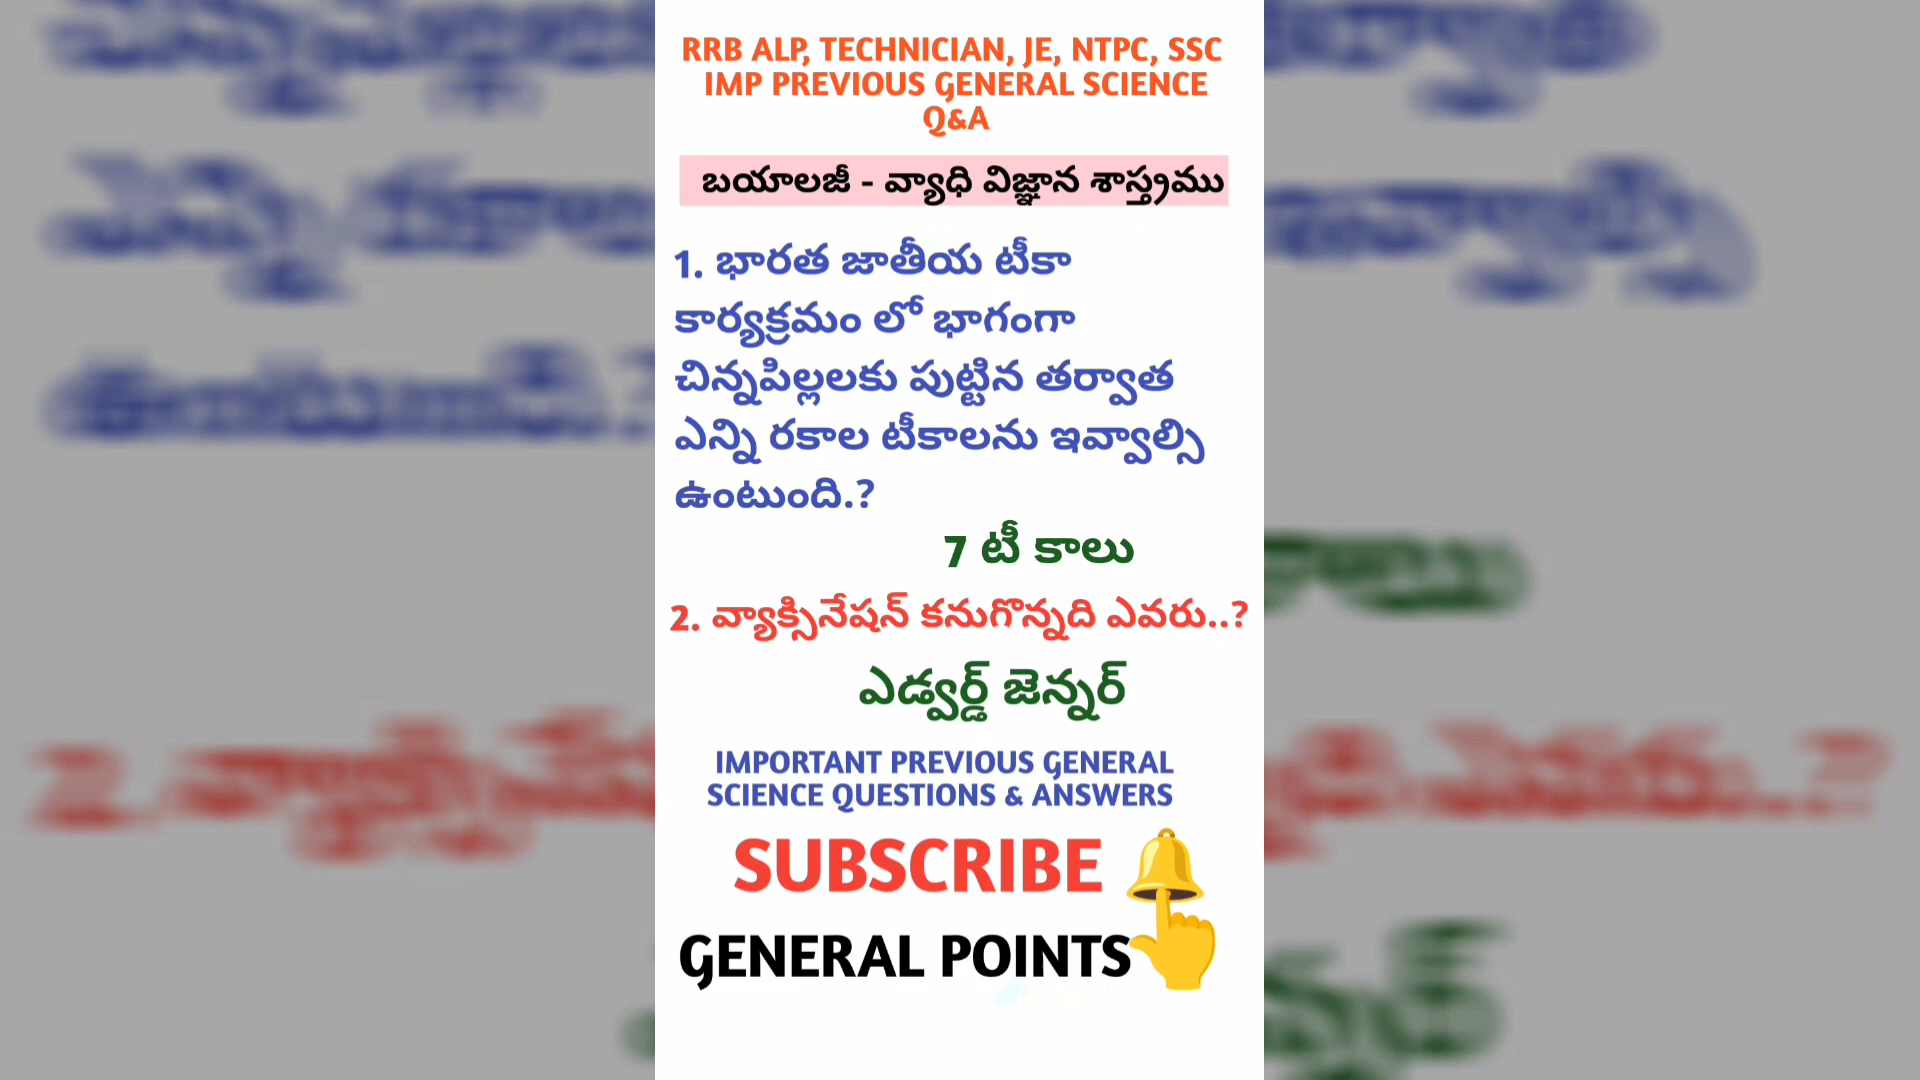 RRB ALP, TECHNICIAN, JE, NTPC, SSC
IMP PREVIOUS GENERAL SCIENCE
Q&A
బయాలజీ - వ్యాధి విజ్ఞాన శాస్త్రము
1. భారత జాతీయ టీకా
కార్యక్రమం లో భాగంగా
చిన్నపిల్లలకు పుట్టిన తర్వాత
ఎన్ని రకాల టీకాలను ఇవ్వాల్సి
ఉంటుంది.?
7 టీ కాలు
2. వ్యాక్సినేషన్ కనుగొన్నది ఎవరు..?
ఎడ్వర్డ్ జెన్నర్
IMPORTANT PREVIOUS GENERAL
SCIENCE QUESTIONS & ANSWERS
SUBSCRIBE
GENERAL POINTS